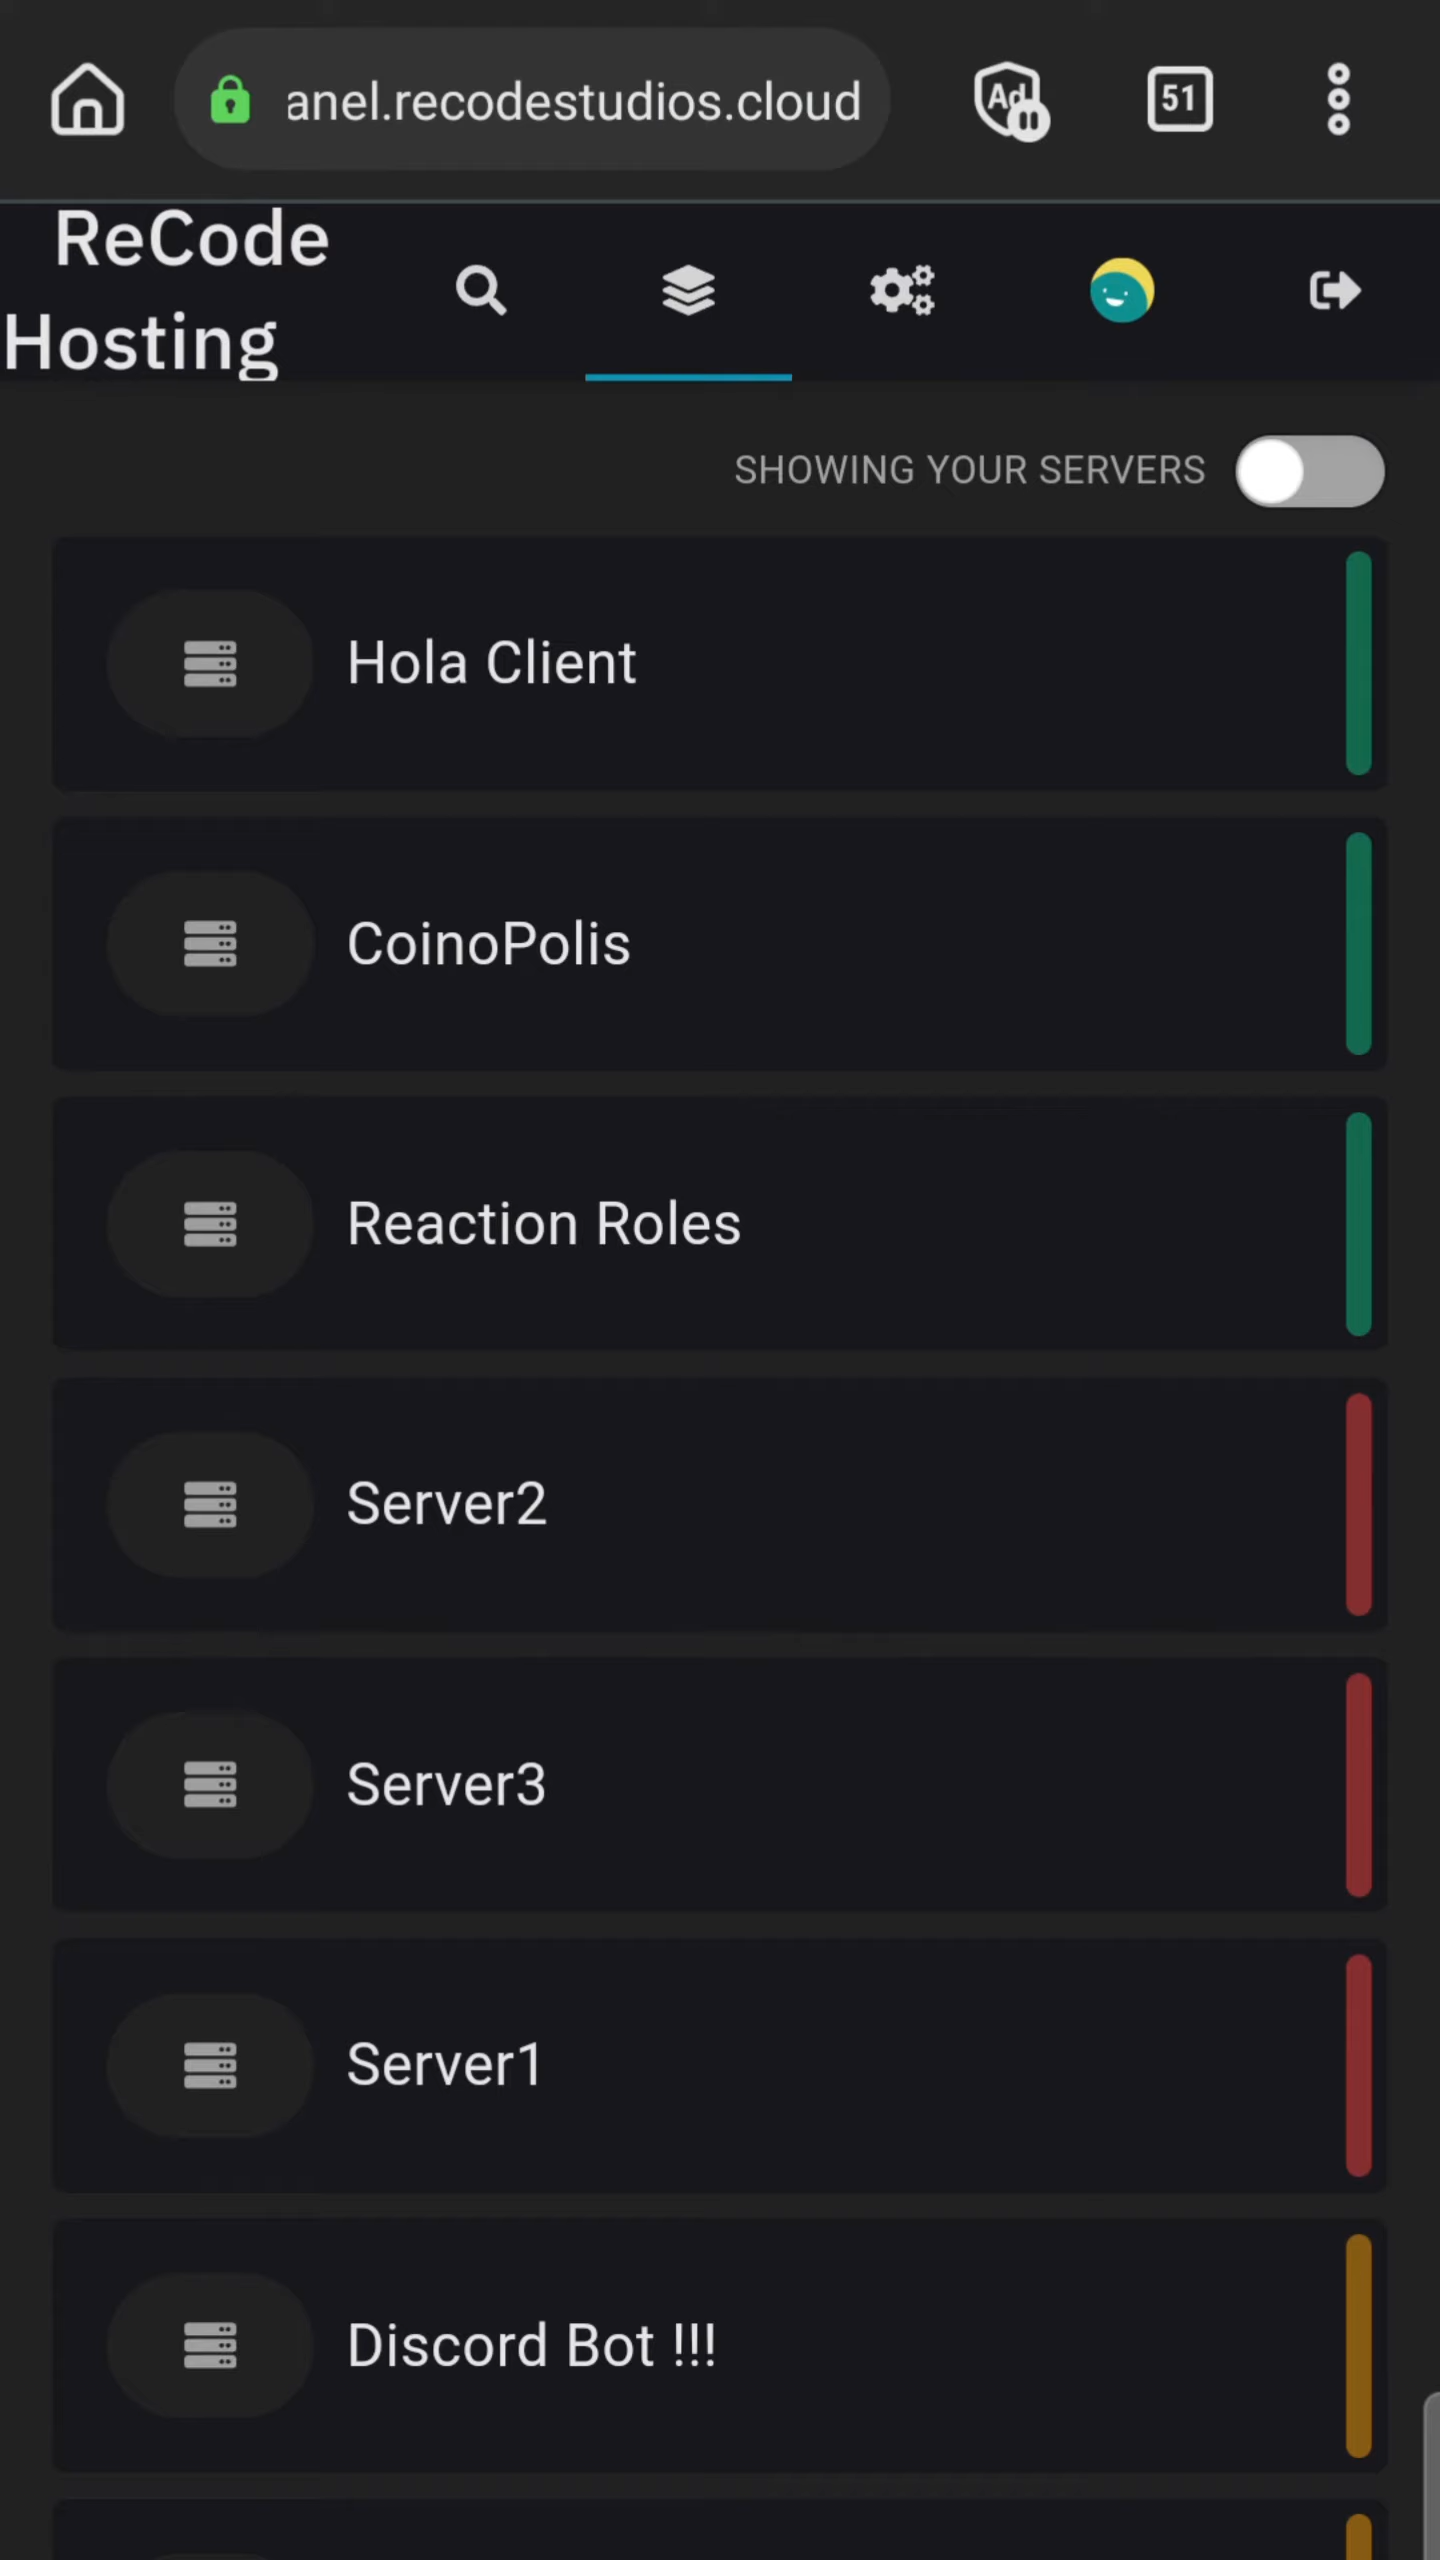 anel.recodestudios.cloud
Ad
51
ReCode
Hosting
SHOWING YOUR SERVERS
Hola Client
CoinoPolis
Reaction Roles
Server2
Server3
Server1
Discord Bot !!!